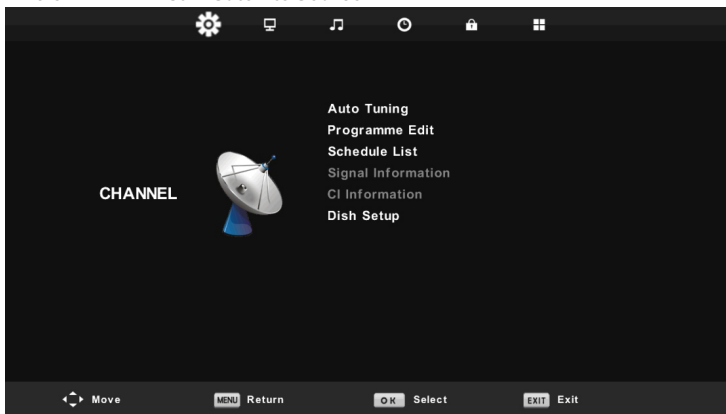 CHANNEL
Auto Tuning
Programme Edit
Schedule List
Signal Information
CI Information
Dish Setup
Move MENU Return OK Select EXIT Exit